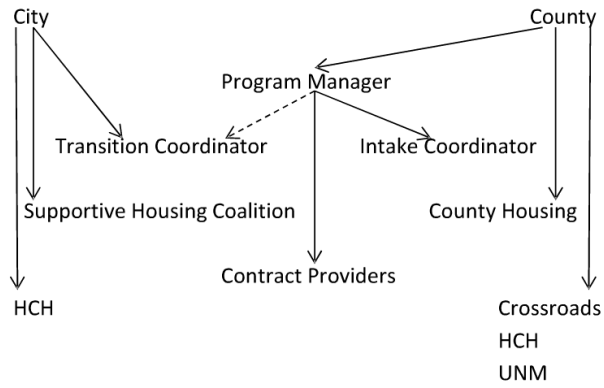 City
County
Program Manager
Transition Coordinator
Intake Coordinator
Supportive Housing Coalition
County Housing
Contract Providers
HCH
Crossroads
HCH
UNM